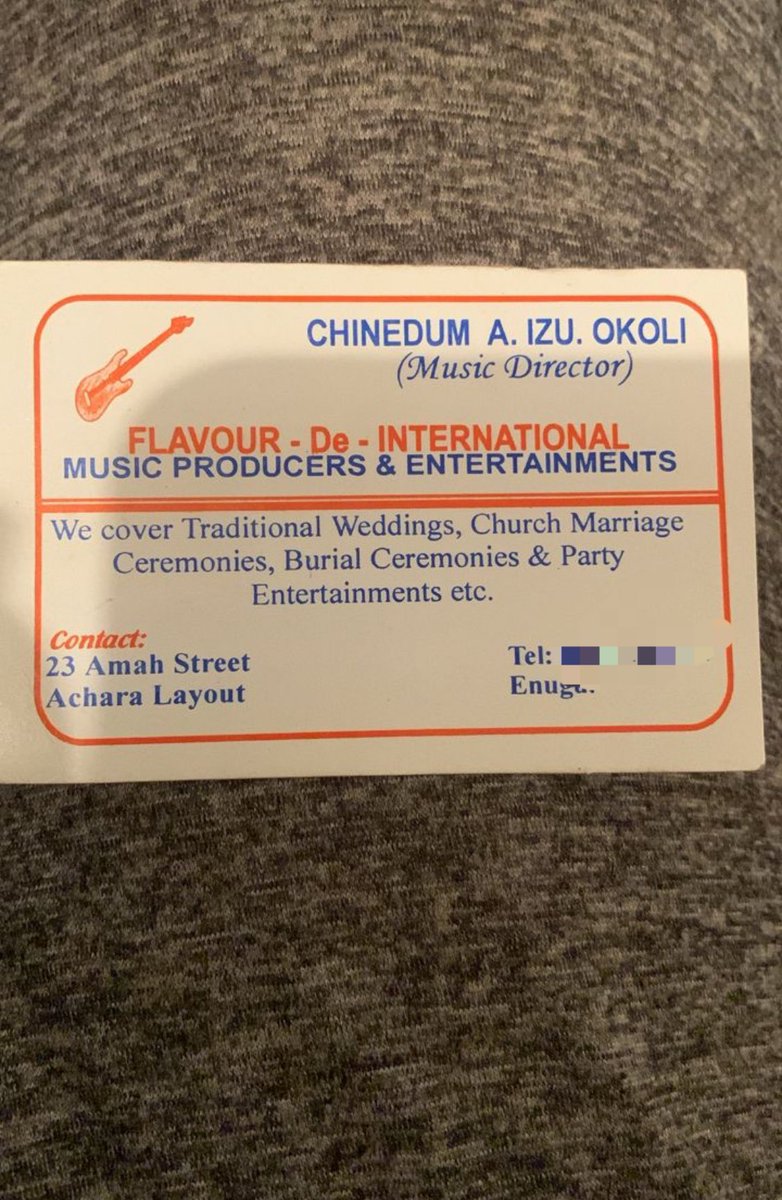 CHINEDUM A. IZU. OKOLI
(Music Director)
FLAVOUR - De - INTERNATIONAL
MUSIC PRODUCERS & ENTERTAINMENTS
We cover Traditional Weddings, Church Marriage
Ceremonies, Burial Ceremonies & Party
Entertainments etc.
Contact:
23 Amah Street
Achara Layout
Tel: